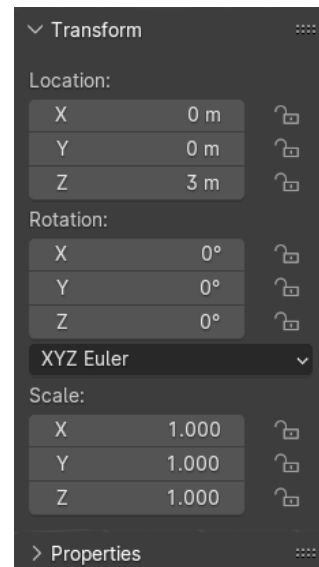 Transform
Location:
X 0 m
Y 0 m
Z 3 m
Rotation:
X 0°
Y 0°
Z 0°
XYZ Euler
Scale:
X 1.000
Y 1.000
Z 1.000
Properties